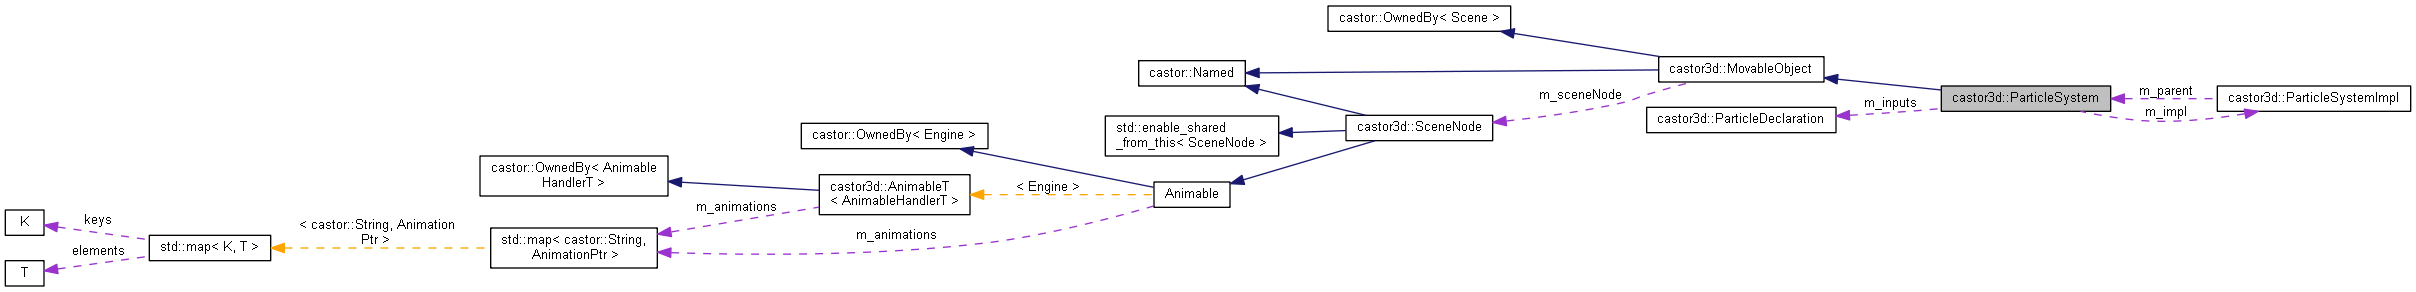 castor::OwnedBy< Scene >
castor::Named
castor3d::MovableObject
castor3d::ParticleSystem
m_parent
m_impl
castor3d::ParticleSystemImpl
m_sceneNode
m_inputs
castor3d::ParticleDeclaration
castor::OwnedBy< Engine >
std::enable_shared
_from_this< SceneNode >
castor3d::SceneNode
castor::OwnedBy< Animable
HandlerT >
castor3d::AnimableT
< AnimableHandlerT >
< Engine >
Animable
m_animations
m_animations
K
keys
T
elements
std::map< K, T >
< castor::String, Animation
Ptr >
std::map< castor::String,
AnimationPtr >